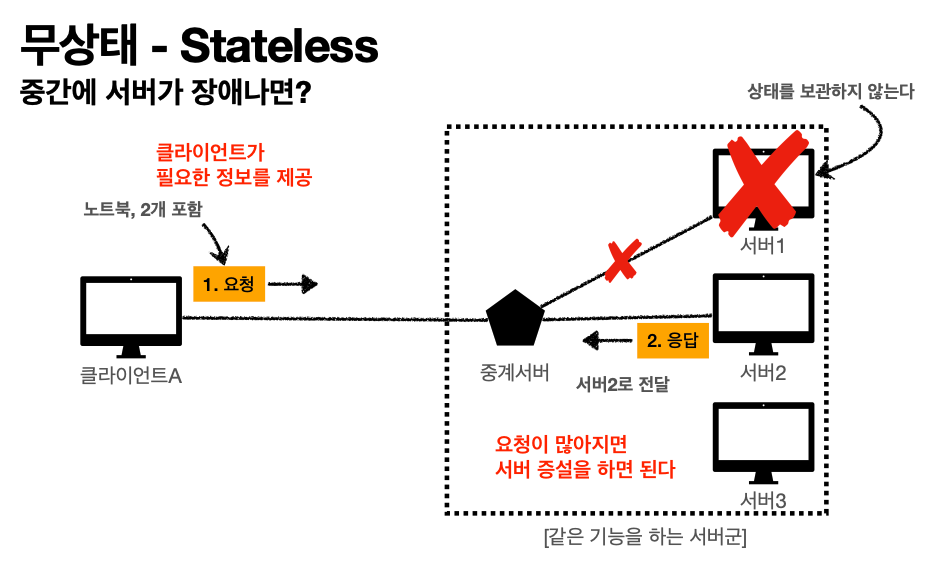 무상태 - Stateless
중간에 서버가 장애나면?
상태를 보관하지 않는다
클라이언트가
필요한 정보를 제공
노트북, 2개 포함
1. 요청
클라이언트A
중계서버
서버1
2. 응답
서버2로 전달
서버2
요청이 많아지면
서버 증설을 하면 된다
서버3
[같은 기능을 하는 서버군]